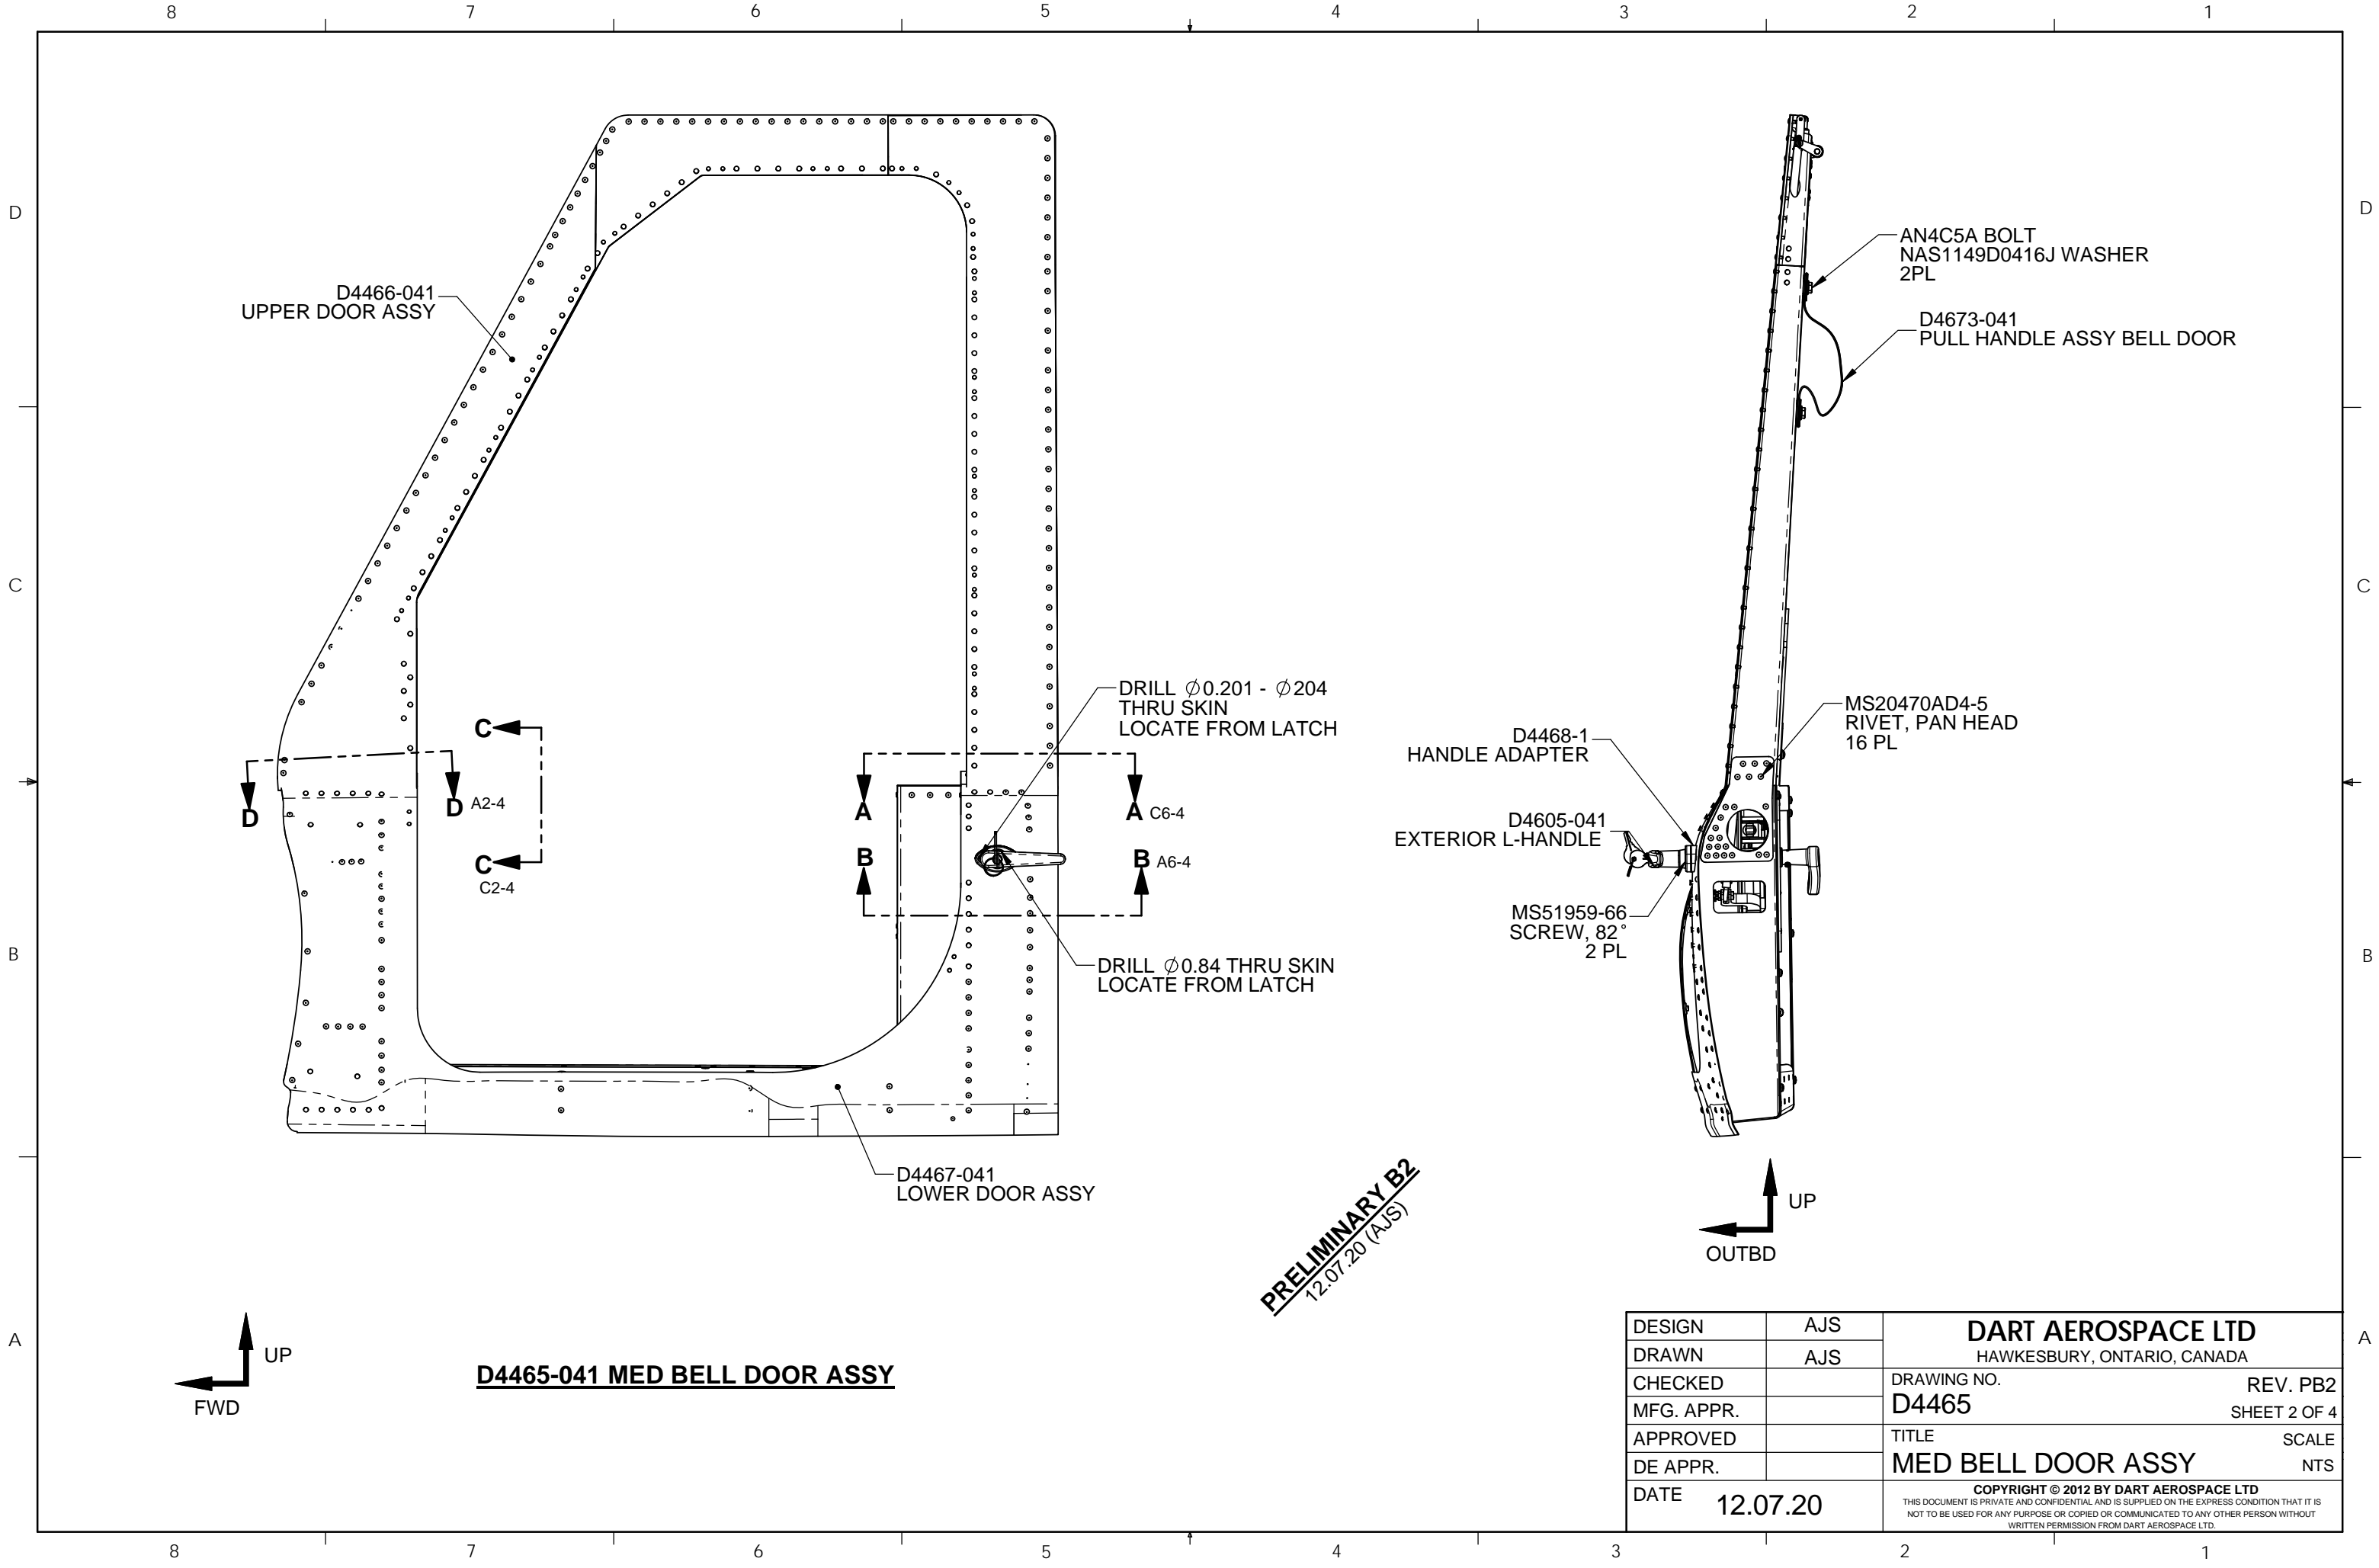 8 7 6 5 4 3 2 1
D
D
C
C
B
B
A
A
D4466-041
UPPER DOOR ASSY
AN4C5A BOLT
NAS1149D0416J WASHER
2PL
D4673-041
PULL HANDLE ASSY BELL DOOR
DRILL ∅0.201 - ∅204
THRU SKIN
LOCATE FROM LATCH
MS20470AD4-5
RIVET, PAN HEAD
16 PL
D4468-1
HANDLE ADAPTER
D4605-041
EXTERIOR L-HANDLE
MS51959-66
SCREW, 82°
2 PL
C
C
C2-4
D
D A2-4
A
A C6-4
B
B A6-4
DRILL ∅0.84 THRU SKIN
LOCATE FROM LATCH
D4467-041
LOWER DOOR ASSY
PRELIMINARY B2
12.07.20 (AJS)
UP
OUTBD
UP
FWD
D4465-041 MED BELL DOOR ASSY
DESIGN AJS
DRAWN AJS
CHECKED
MFG. APPR.
APPROVED
DE APPR.
DATE 12.07.20
DART AEROSPACE LTD
HAWKESBURY, ONTARIO, CANADA
DRAWING NO. REV. PB2
D4465 SHEET 2 OF 4
TITLE SCALE
MED BELL DOOR ASSY NTS
COPYRIGHT © 2012 BY DART AEROSPACE LTD
THIS DOCUMENT IS PRIVATE AND CONFIDENTIAL AND IS SUPPLIED ON THE EXPRESS CONDITION THAT IT IS
NOT TO BE USED FOR ANY PURPOSE OR COPIED OR COMMUNICATED TO ANY OTHER PERSON WITHOUT
WRITTEN PERMISSION FROM DART AEROSPACE LTD.
8 7 6 5 4 3 2 1